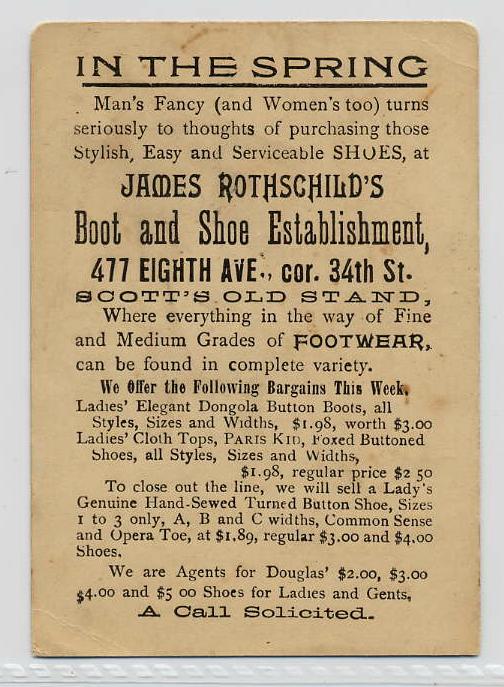 IN THE SPRING
Man's Fancy (and Women's too) turns
seriously to thoughts of purchasing those
Stylish, Easy and Serviceable SHOES, at
JAMES ROTHSCHILD'S
Boot and Shoe Establishment,
477 EIGHTH AVE., cor. 34th St.
SCOTT'S OLD STAND,
Where everything in the way of Fine
and Medium Grades of FOOTWEAR,
can be found in complete variety.
We Offer the Following Bargains This Week.
Ladies' Elegant Dongola Button Boots, all
Styles, Sizes and Widths, $1.98, worth $3.00
Ladies' Cloth Tops, PARIS KID, Foxed Buttoned
Shoes, all Styles, Sizes and Widths,
$1.98, regular price $2 50
To close out the line, we will sell a Lady's
Genuine Hand-Sewed Turned Button Shoe, Sizes
1 to 3 only, A, B and C widths, Common Sense
and Opera Toe, at $1.89, regular $3.00 and $4.00
Shoes.
We are Agents for Douglas' $2.00, $3.00
$4.00 and $5 00 Shoes for Ladies and Gents,
A Call Solicited.